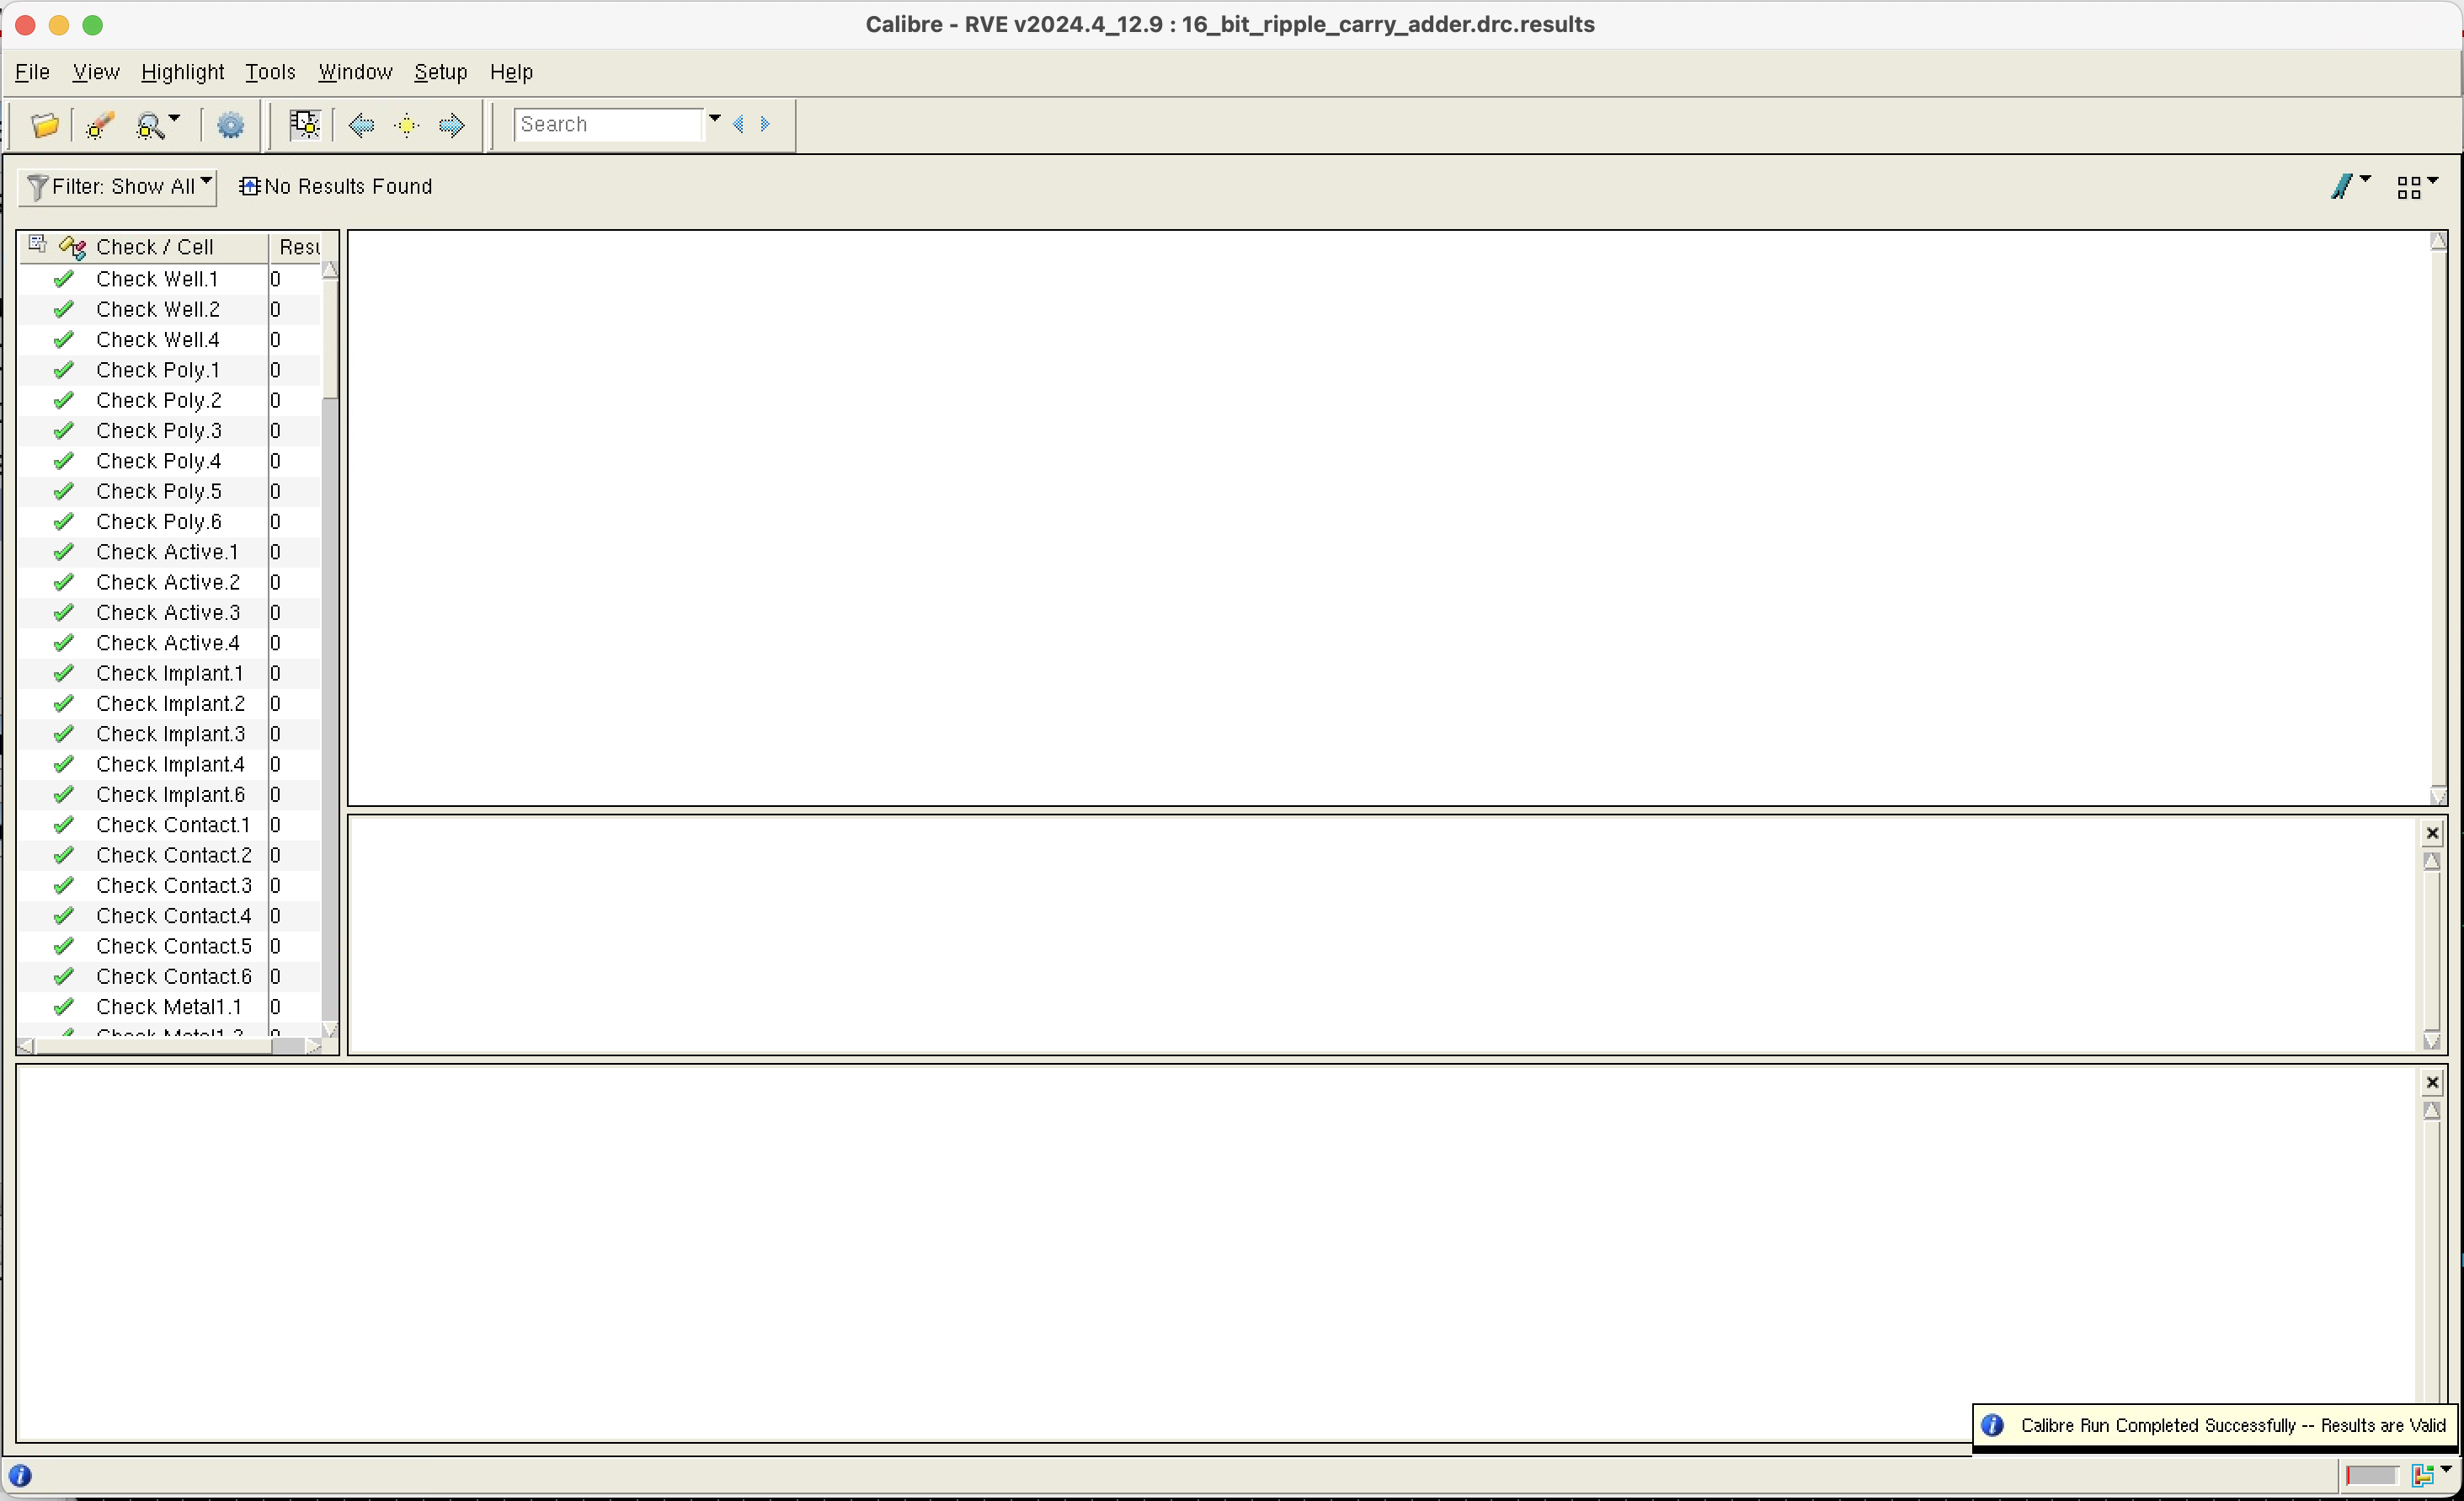 Calibre - RVE v2024.4_12.9 : 16_bit_ripple_carry_adder.drc.results
File View Highlight Tools Window Setup Help
Search
Filter: Show All No Results Found
Check / Cell Resu
Check Well.1 0
Check Well.2 0
Check Well.4 0
Check Poly.1 0
Check Poly.2 0
Check Poly.3 0
Check Poly.4 0
Check Poly.5 0
Check Poly.6 0
Check Active.1 0
Check Active.2 0
Check Active.3 0
Check Active.4 0
Check Implant.1 0
Check Implant.2 0
Check Implant.3 0
Check Implant.4 0
Check Implant.6 0
Check Contact.1 0
Check Contact.2 0
Check Contact.3 0
Check Contact.4 0
Check Contact.5 0
Check Contact.6 0
Check Metal1.1 0
Check Metal1.2 0
Calibre Run Completed Successfully -- Results are Valid